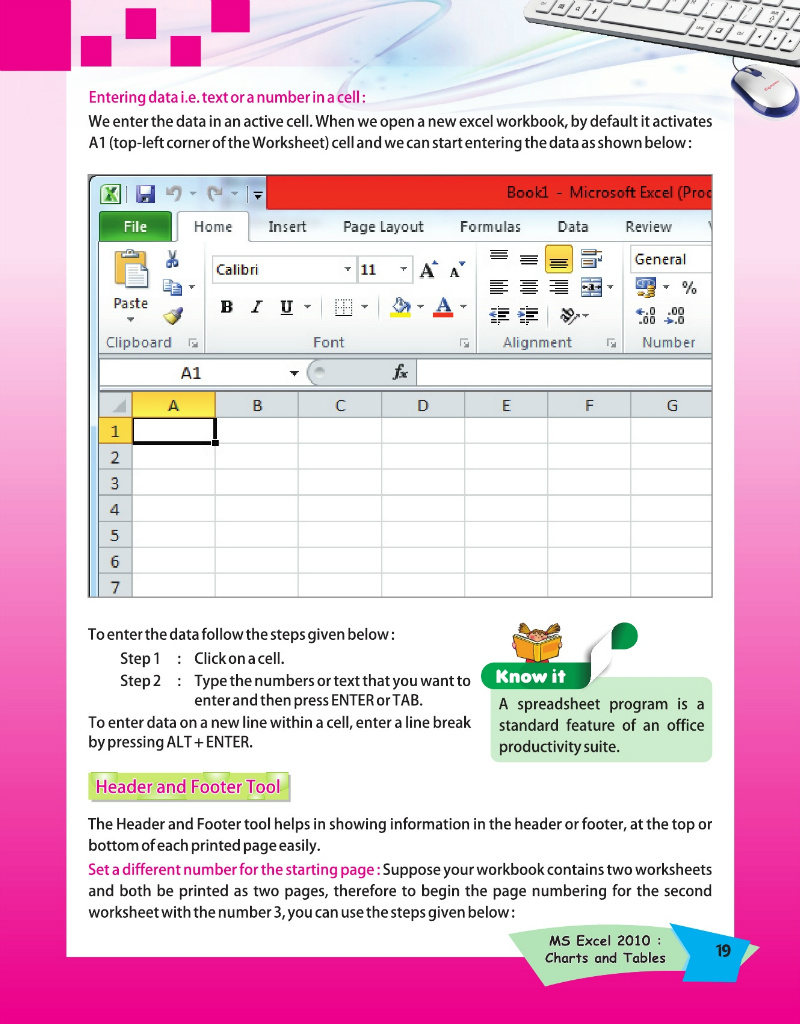 Entering data i.e. text or a number in a cell :
We enter the data in an active cell. When we open a new excel workbook, by default it activates
A1 (top-left corner of the Worksheet) cell and we can start entering the data as shown below :
Book1 - Microsoft Excel (Proc
File Home Insert Page Layout Formulas Data Review
Calibri 11 General
Paste B I U A %
Clipboard Font Alignment Number
A1 fx
A B C D E F G
1
2
3
4
5
6
7
To enter the data follow the steps given below :
Step 1 : Click on a cell.
Step 2 : Type the numbers or text that you want to
enter and then press ENTER or TAB.
To enter data on a new line within a cell, enter a line break
by pressing ALT + ENTER.
Know it
A spreadsheet program is a
standard feature of an office
productivity suite.
Header and Footer Tool
The Header and Footer tool helps in showing information in the header or footer, at the top or
bottom of each printed page easily.
Set a different number for the starting page : Suppose your workbook contains two worksheets
and both be printed as two pages, therefore to begin the page numbering for the second
worksheet with the number 3, you can use the steps given below :
MS Excel 2010 :
Charts and Tables
19